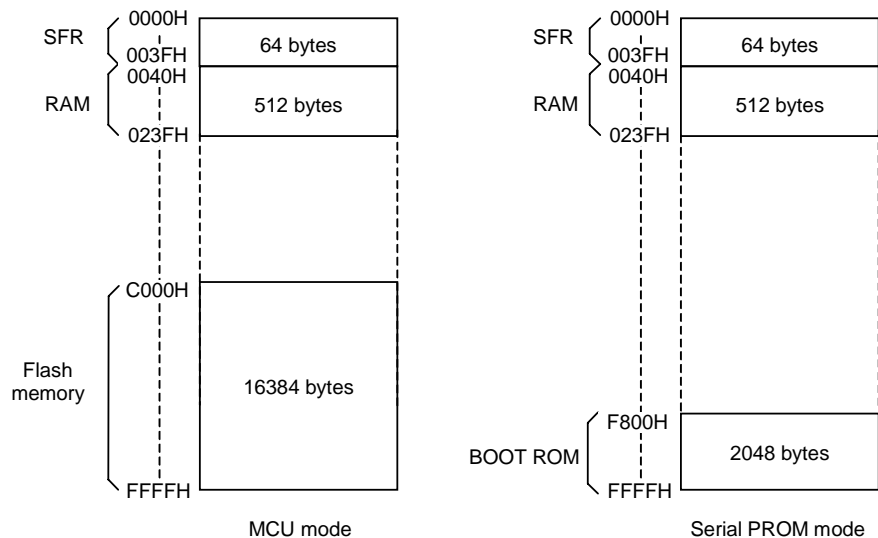 0000H
SFR
64 bytes
003FH
0040H
RAM
512 bytes
023FH
C000H
Flash
memory
16384 bytes
FFFFH
MCU mode
0000H
SFR
64 bytes
003FH
0040H
RAM
512 bytes
023FH
F800H
BOOT ROM
2048 bytes
FFFFH
Serial PROM mode